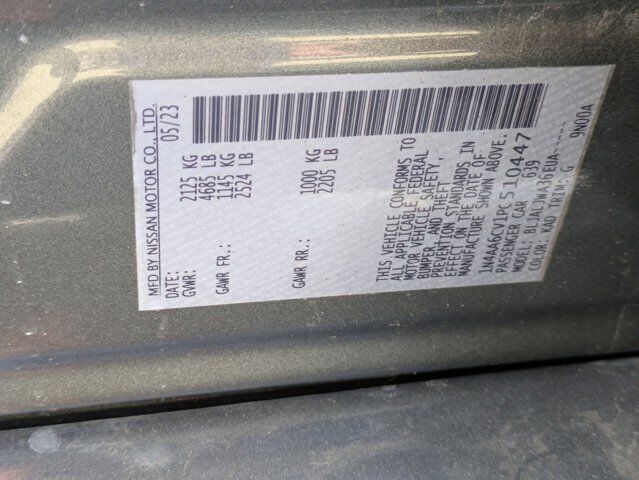 MFD BY NISSAN MOTOR CO., LTD.
DATE: 05/23
GVWR: 2125 KG
4685 LB
GAWR FR.: 1145 KG
2524 LB
GAWR RR.: 1000 KG
2205 LB
THIS VEHICLE CONFORMS TO
ALL APPLICABLE FEDERAL
MOTOR VEHICLE SAFETY,
BUMPER, AND THEFT
PREVENTION STANDARDS IN
EFFECT ON THE DATE OF
MANUFACTURE SHOWN ABOVE.
1N4AA6CV1PC510447
PASSENGER CAR 639
MODEL:
COLOR: KAD TRIM: G 9N00A